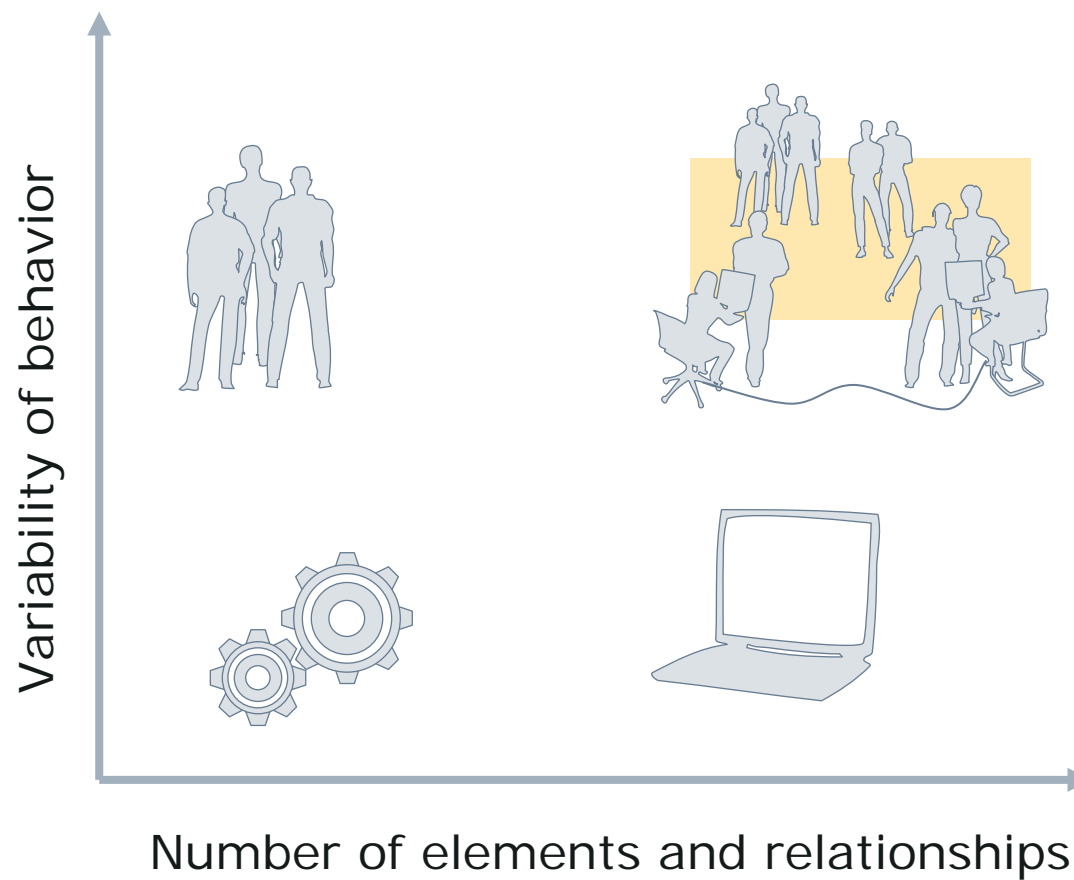 Variability of behavior
Number of elements and relationships